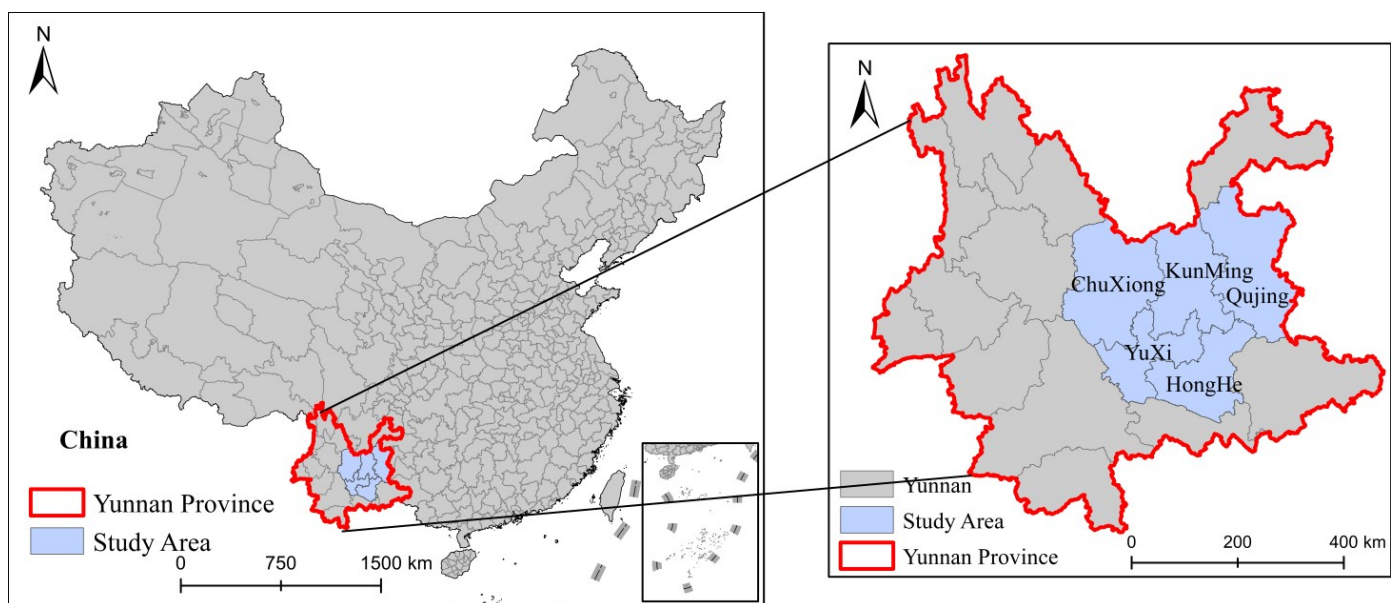 N
China
Yunnan Province
Study Area
0 750 1500 km
N
KunMing
ChuXiong
Qujing
YuXi
HongHe
Yunnan
Study Area
Yunnan Province
0 200 400 km